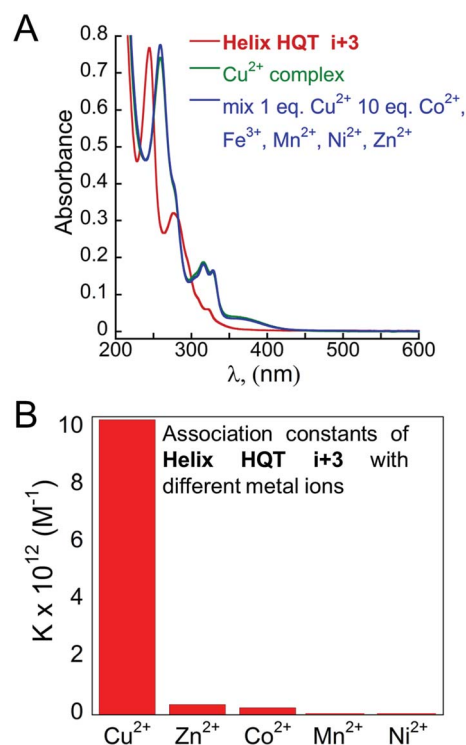 A
Helix HQT i+3
Cu²⁺ complex
mix 1 eq. Cu²⁺ 10 eq. Co²⁺,
Fe³⁺, Mn²⁺, Ni²⁺, Zn²⁺
Absorbance
0.8
0.7
0.6
0.5
0.4
0.3
0.2
0.1
0
200 300 400 500 600
λ, (nm)
B
Association constants of
Helix HQT i+3 with
different metal ions
K x 10¹² (M⁻¹)
10
8
6
4
2
0
Cu²⁺ Zn²⁺ Co²⁺ Mn²⁺ Ni²⁺